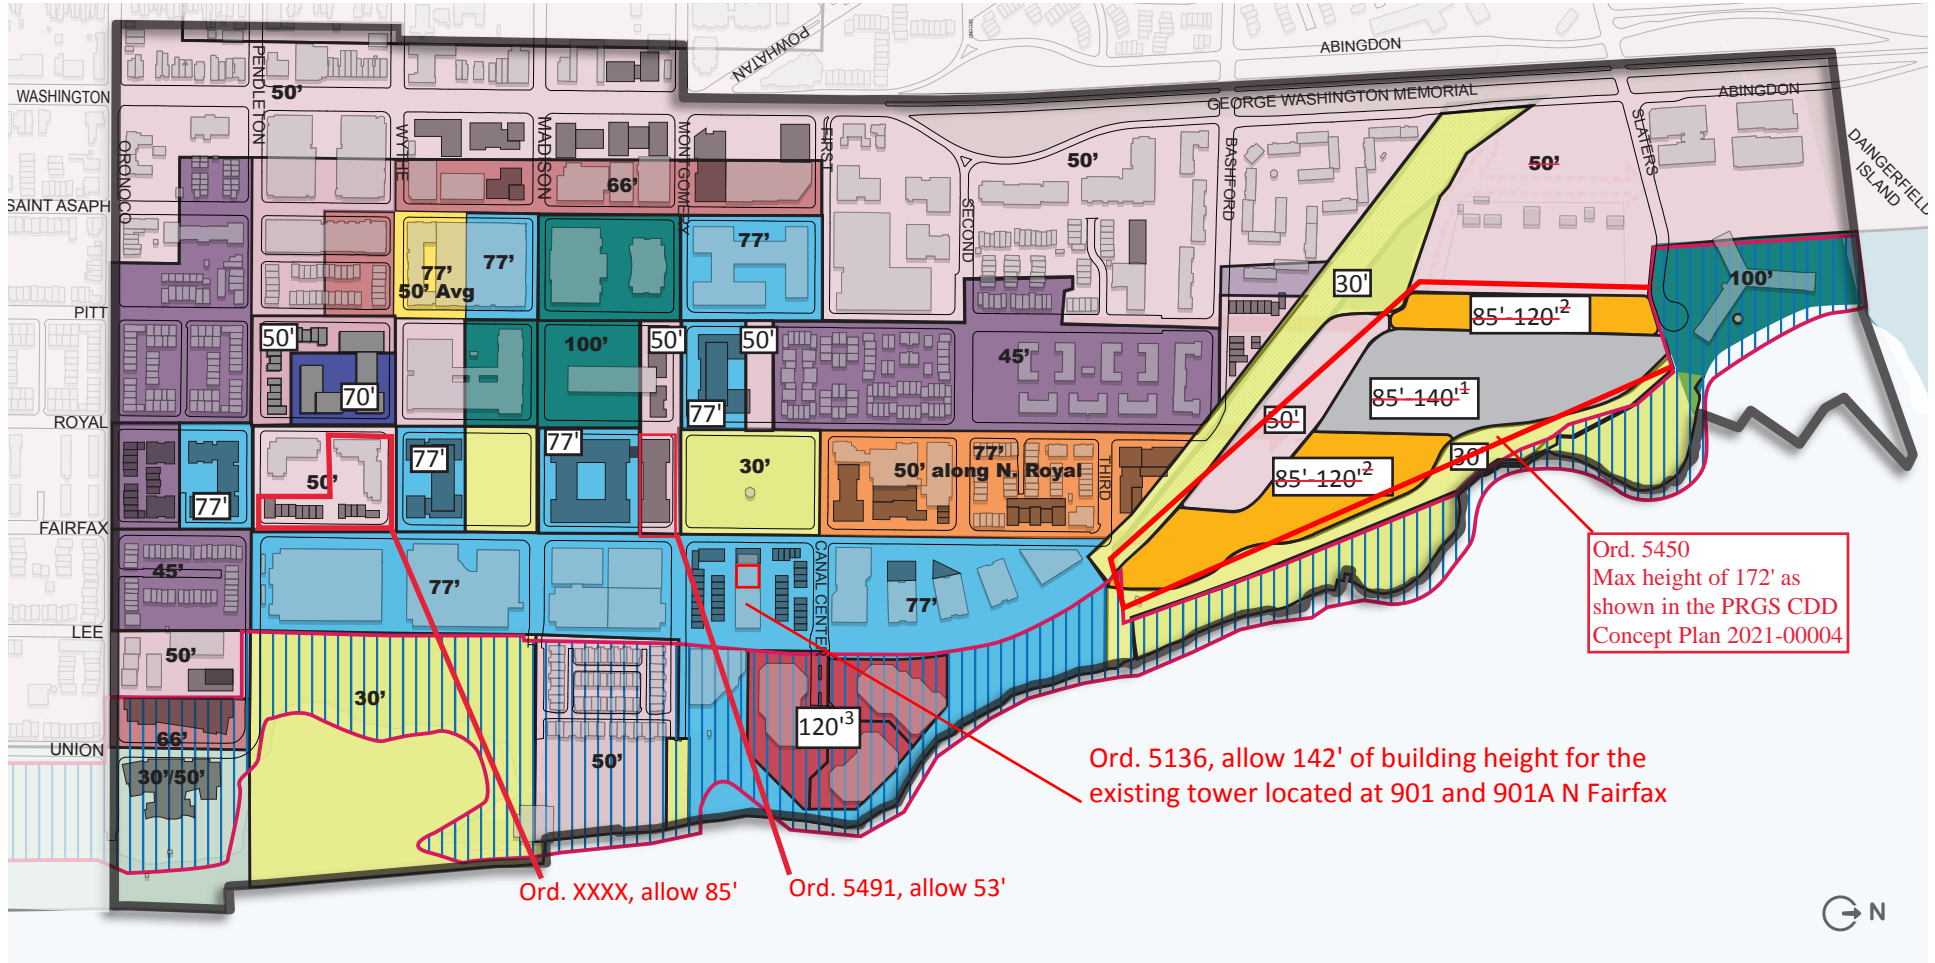 ABINGDON
POWHATAN
SECOND
WASHINGTON
PENDLETON
50'
GEORGE WASHINGTON MEMORIAL
ABINGDON
ORONOCO
WYTHE
MADSON
MONTGOMERY
FIRST
50'
BASHFORD
50'
SLATERS
DAINGERFIELD
ISLAND
66'
SAINT ASAPH
SECOND
77'
50' Avg
77'
77'
30'
100'
PITT
50'
100'
50'
50'
45'
85'-120'2
70'
77'
85'-140'1
ROYAL
50'
77'
77'
50'
77'
30'
77'
50' along N. Royal
THIRD
85'-120'2
30'
77'
FAIRFAX
Ord. 5450
Max height of 172' as
shown in the PRGS CDD
Concept Plan 2021-00004
45'
77'
CANAL CENTER
77'
LEE
50'
30'
UNION
66'
30'/50'
50'
120'3
Ord. 5136, allow 142' of building height for the
existing tower located at 901 and 901A N Fairfax
Ord. XXXX, allow 85'
Ord. 5491, allow 53'
N